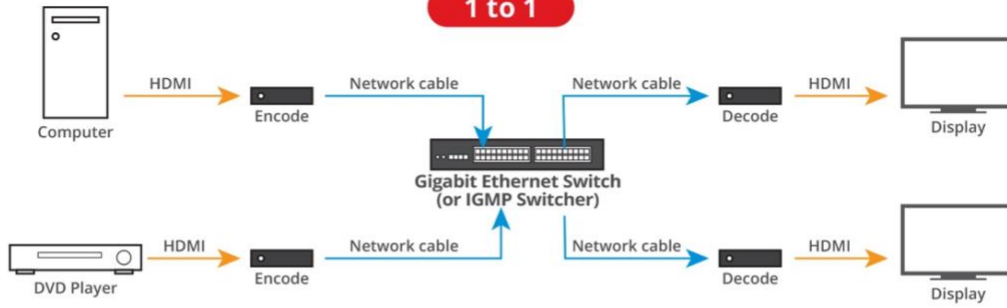 1 to 1
HDMI
Network cable
Network cable
HDMI
Computer
Encode
Decode
Display
Gigabit Ethernet Switch
(or IGMP Switcher)
HDMI
Network cable
Network cable
HDMI
DVD Player
Encode
Decode
Display